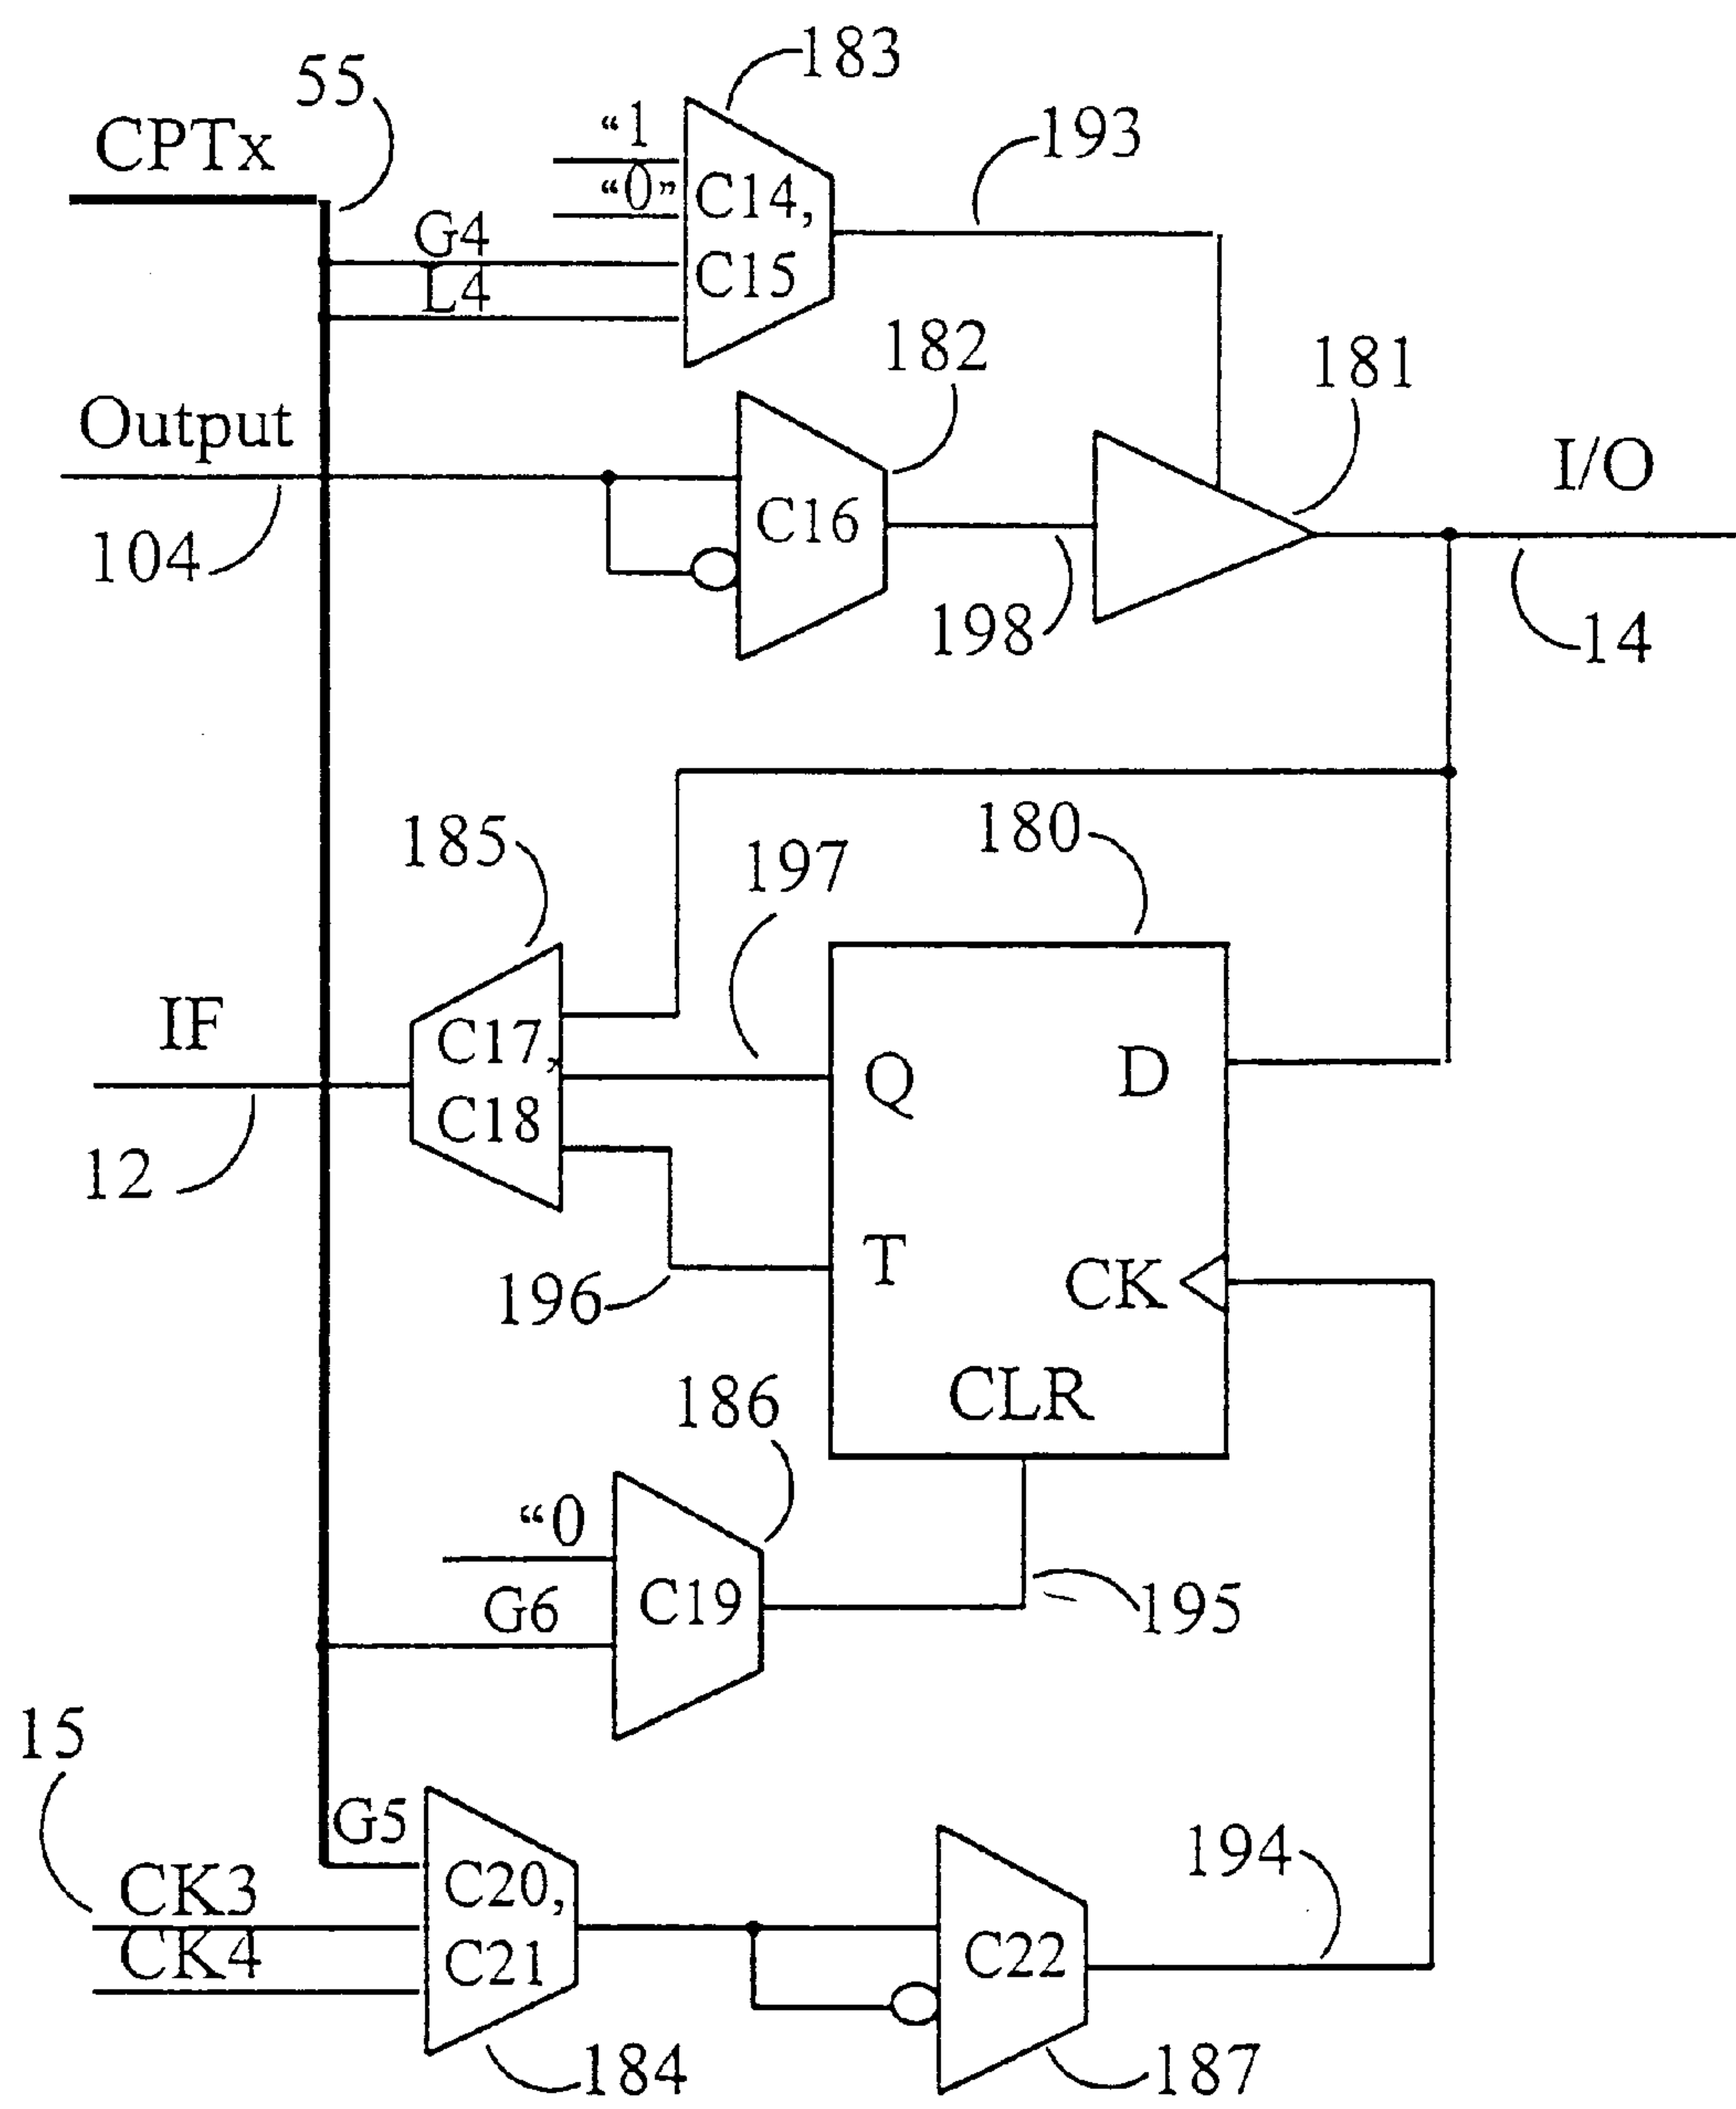 183
55
CPTx
“1
193
“0”
C14,
G4
C15
L4
182
181
Output
I/O
C16
104
198
14
185
180
197
IF
C17,
Q
D
C18
12
T
196
CK
CLR
186
“0
G6
C19
195
15
G5
194
CK3
C20,
CK4
C21
C22
184
187